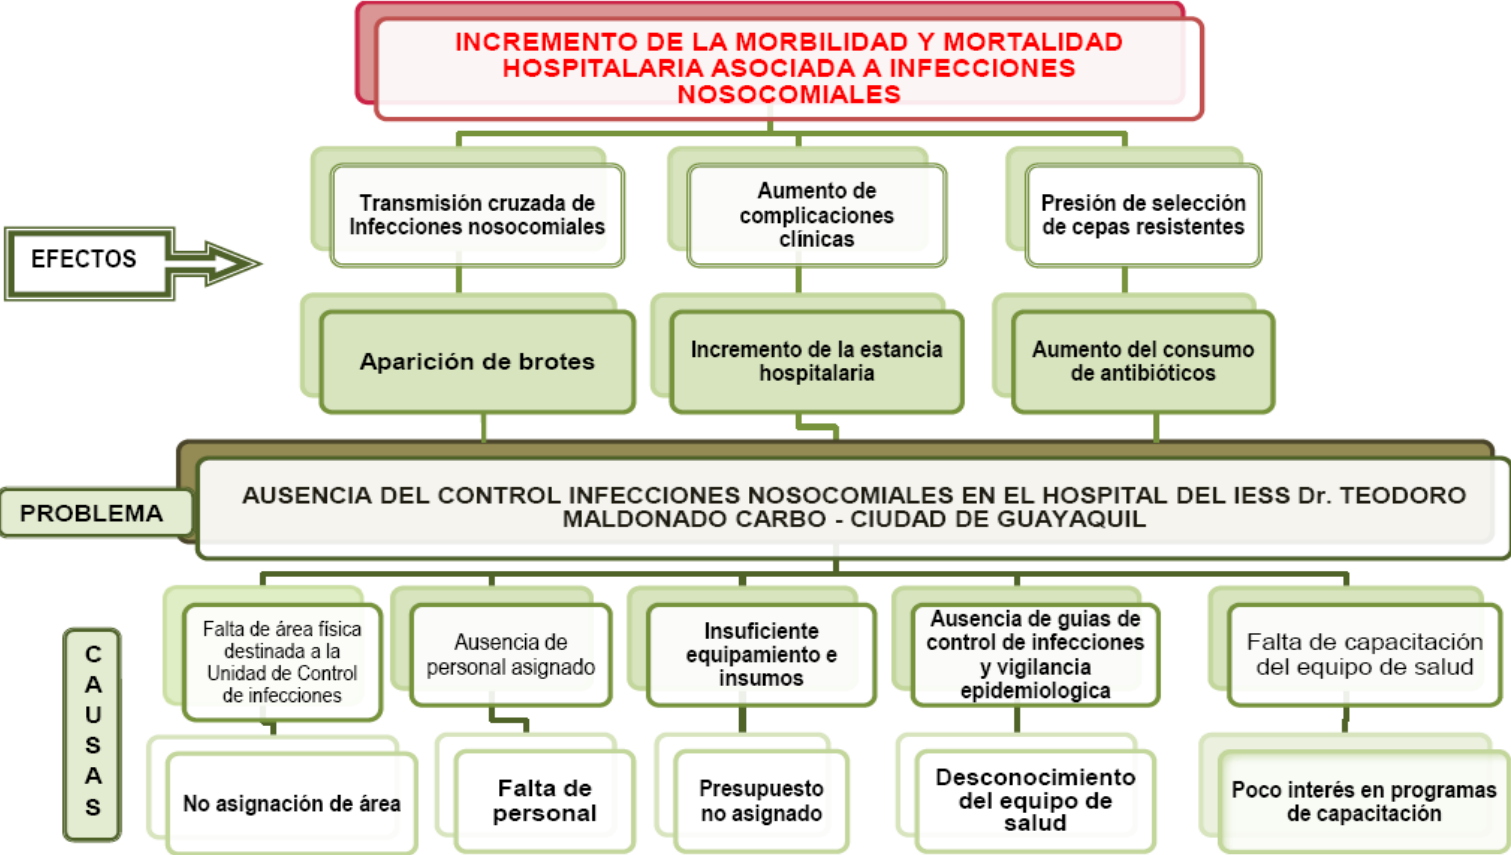 INCREMENTO DE LA MORBILIDAD Y MORTALIDAD
HOSPITALARIA ASOCIADA A INFECCIONES
NOSOCOMIALES
Transmisión cruzada de
Infecciones nosocomiales
Aumento de
complicaciones
clínicas
Presión de selección
de cepas resistentes
EFECTOS
Aparición de brotes
Incremento de la estancia
hospitalaria
Aumento del consumo
de antibióticos
PROBLEMA
AUSENCIA DEL CONTROL INFECCIONES NOSOCOMIALES EN EL HOSPITAL DEL IESS Dr. TEODORO
MALDONADO CARBO - CIUDAD DE GUAYAQUIL
CAUSAS
Falta de área física
destinada a la
Unidad de Control
de infecciones
Ausencia de
personal asignado
Insuficiente
equipamiento e
insumos
Ausencia de guias de
control de infecciones
y vigilancia
epidemiologica
Falta de capacitación
del equipo de salud
No asignación de área
Falta de
personal
Presupuesto
no asignado
Desconocimiento
del equipo de
salud
Poco interés en programas
de capacitación